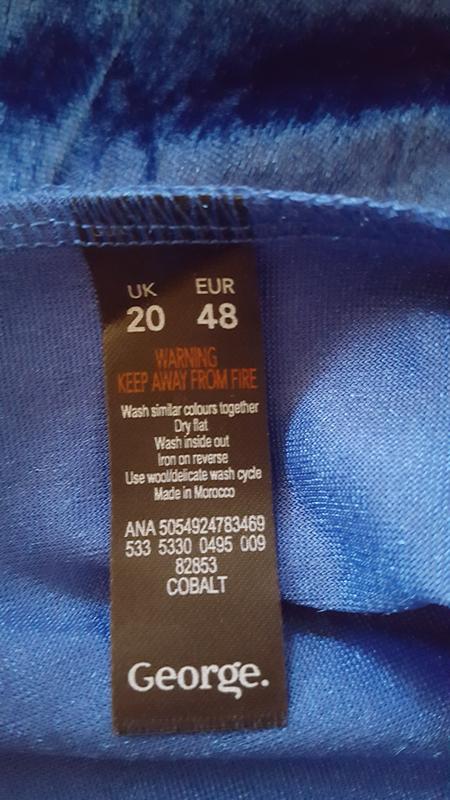 UK EUR
20 48
WARNING
KEEP AWAY FROM FIRE
Wash similar colours together
Dry flat
Wash inside out
Iron on reverse
Use wool/delicate wash cycle
Made in Morocco
ANA 5054924783469
533 5330 0495 009
82853
COBALT
George.